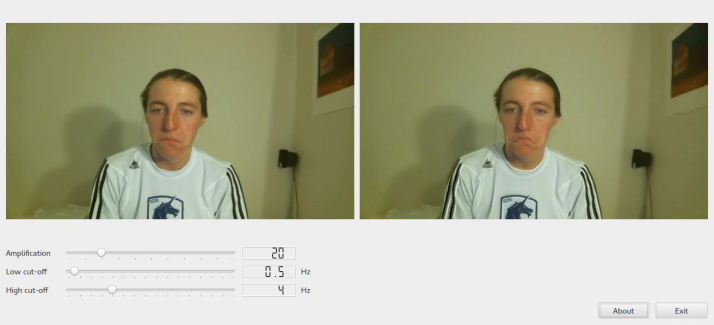 Amplification 20
Low cut-off 0.5 Hz
High cut-off 4 Hz
About Exit